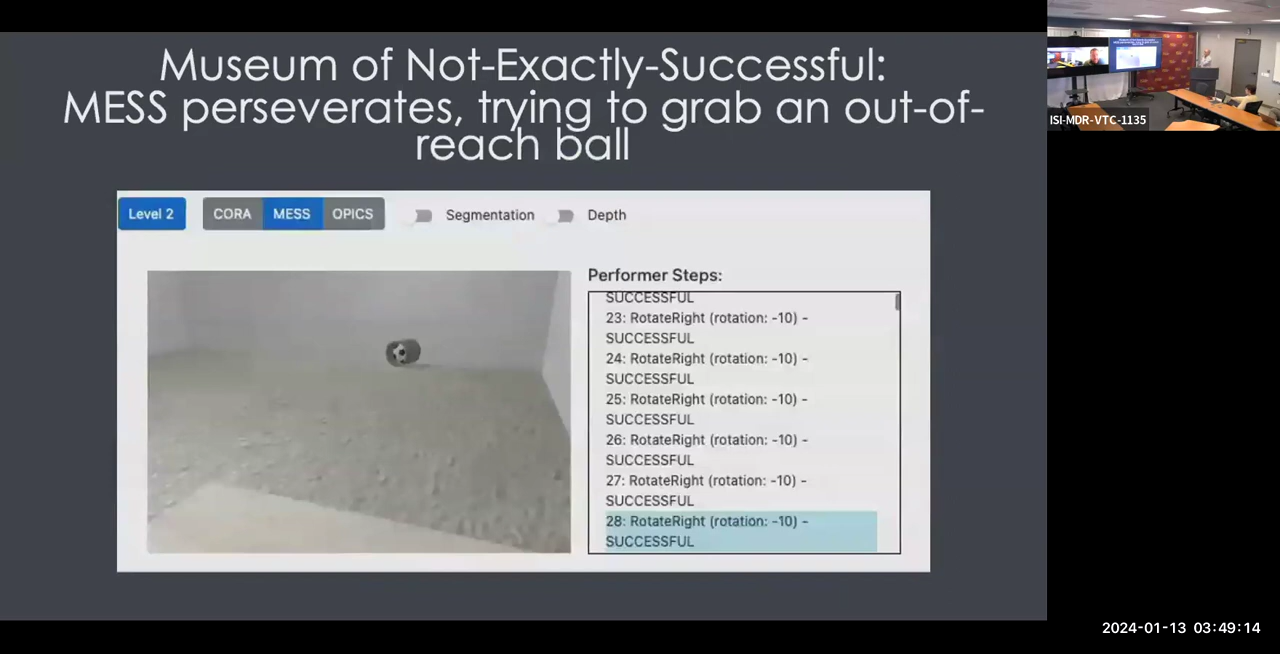 Museum of Not-Exactly-Successful:
MESS perseverates, trying to grab an out-of-
reach ball
Level 2
CORA
MESS
OPICS
Segmentation
Depth
Performer Steps:
SUCCESSFUL
23: RotateRight (rotation: -10) -
SUCCESSFUL
24: RotateRight (rotation: -10) -
SUCCESSFUL
25: RotateRight (rotation: -10) -
SUCCESSFUL
26: RotateRight (rotation: -10) -
SUCCESSFUL
27: RotateRight (rotation: -10) -
SUCCESSFUL
28: RotateRight (rotation: -10) -
SUCCESSFUL
ISI-MDR-VTC-1135
2024-01-13 03:49:14